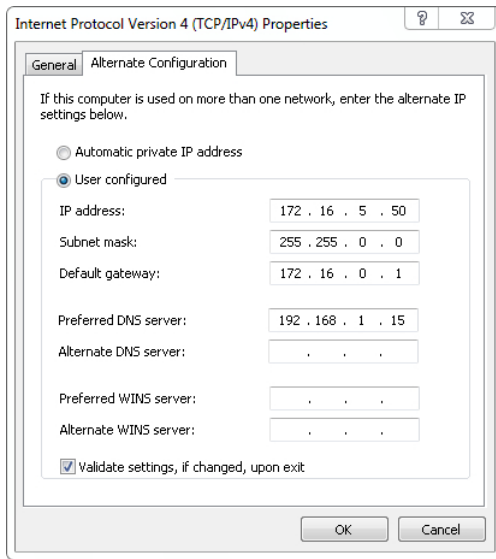 Internet Protocol Version 4 (TCP/IPv4) Properties
General
Alternate Configuration
If this computer is used on more than one network, enter the alternate IP
settings below.
Automatic private IP address
User configured
IP address: 172 . 16 . 5 . 50
Subnet mask: 255 . 255 . 0 . 0
Default gateway: 172 . 16 . 0 . 1
Preferred DNS server: 192 . 168 . 1 . 15
Alternate DNS server: . . .
Preferred WINS server: . . .
Alternate WINS server: . . .
Validate settings, if changed, upon exit
OK
Cancel